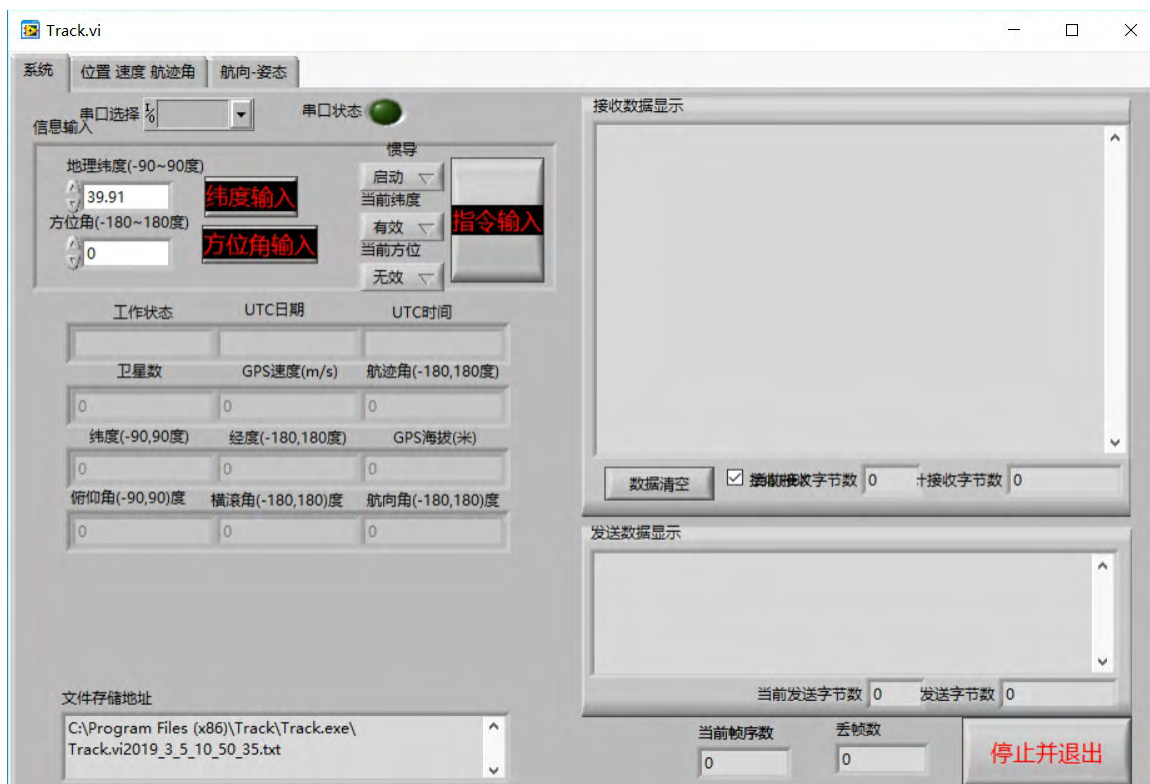 Track.vi
系统
位置 速度 航迹角
航向-姿态
串口选择
串口状态
信息输入
地理纬度(-90~90度)
39.91
纬度输入
方位角(-180~180度)
0
方位角输入
惯导
启动
当前纬度
有效
当前方位
无效
指令输入
工作状态 UTC日期 UTC时间
卫星数 GPS速度(m/s) 航迹角(-180,180度)
0 0 0
纬度(-90,90度) 经度(-180,180度) GPS海拔(米)
0 0 0
俯仰角(-90,90)度 横滚角(-180,180)度 航向角(-180,180)度
0 0 0
文件存储地址
C:\Program Files (x86)\Track\Track.exe\
Track.vi2019_3_5_10_50_35.txt
接收数据显示
数据清空
字节数 0
接收字节数 0
发送数据显示
当前发送字节数 0
发送字节数 0
当前帧序数
0
丢帧数
0
停止并退出